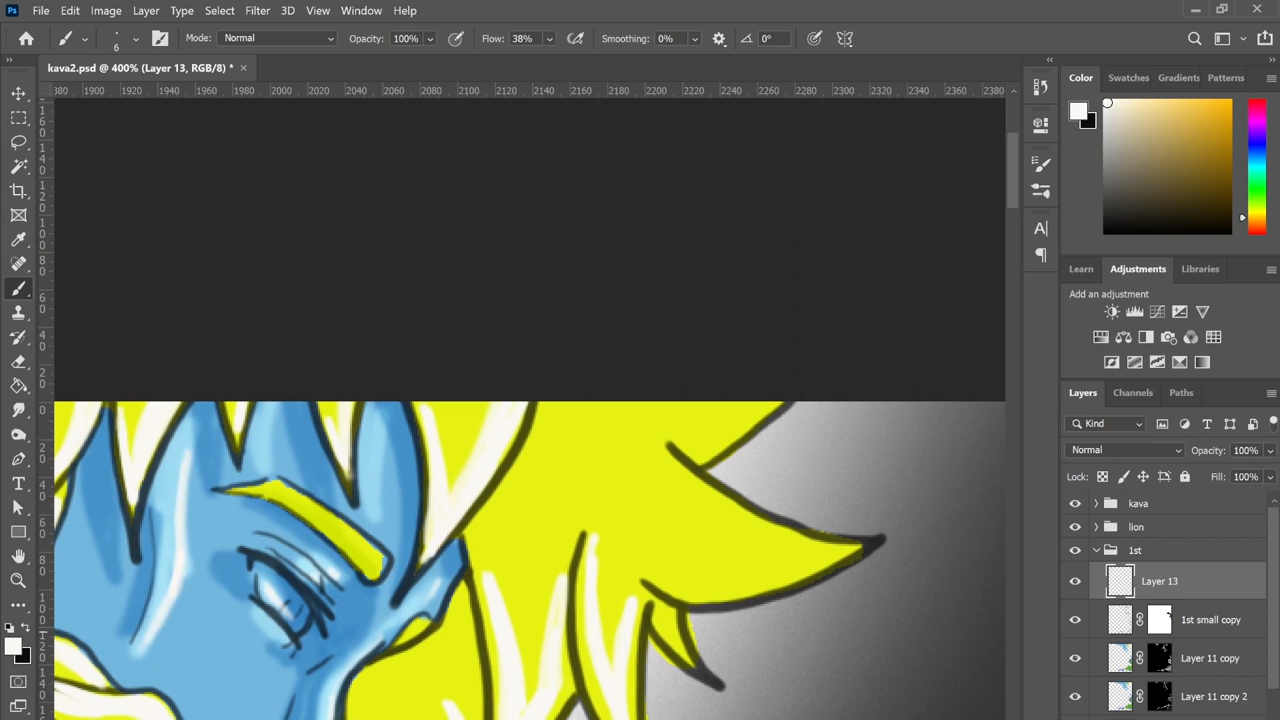 Ps File Edit Image Layer Type Select Filter 3D View Window Help
6 Mode: Normal Opacity: 100% Flow: 38% Smoothing: 0% 0°
kava2.psd @ 400% (Layer 13, RGB/8) * ×
1900 1920 1940 1960 1980 2000 2020 2040 2060 2080 2100 2120 2140 2160 2180 2200 2220 2240 2260 2280 2300 2320 2340 2360 2380
Color Swatches Gradients Patterns
Learn Adjustments Libraries
Add an adjustment
Layers Channels Paths
Kind
Normal Opacity: 100%
Lock: Fill: 100%
kava
lion
1st
Layer 13
1st small copy
Layer 11 copy
Layer 11 copy 2